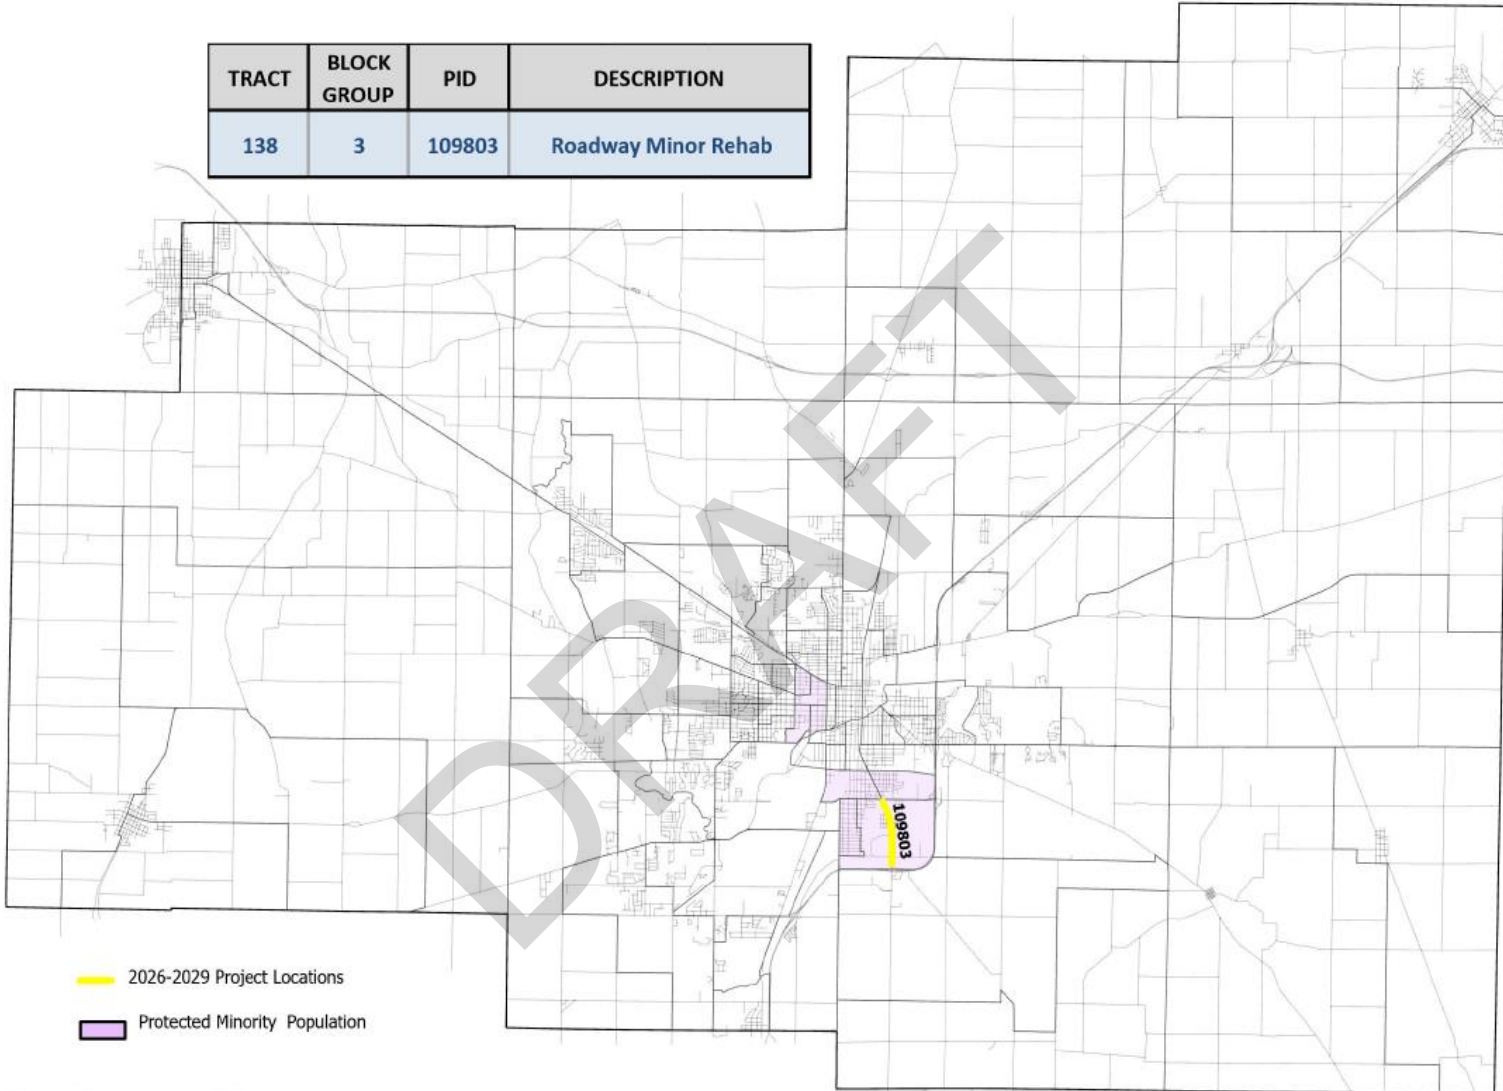 TRACT BLOCK GROUP PID DESCRIPTION
138 3 109803 Roadway Minor Rehab
DRAFT
109803
2026-2029 Project Locations
Protected Minority Population